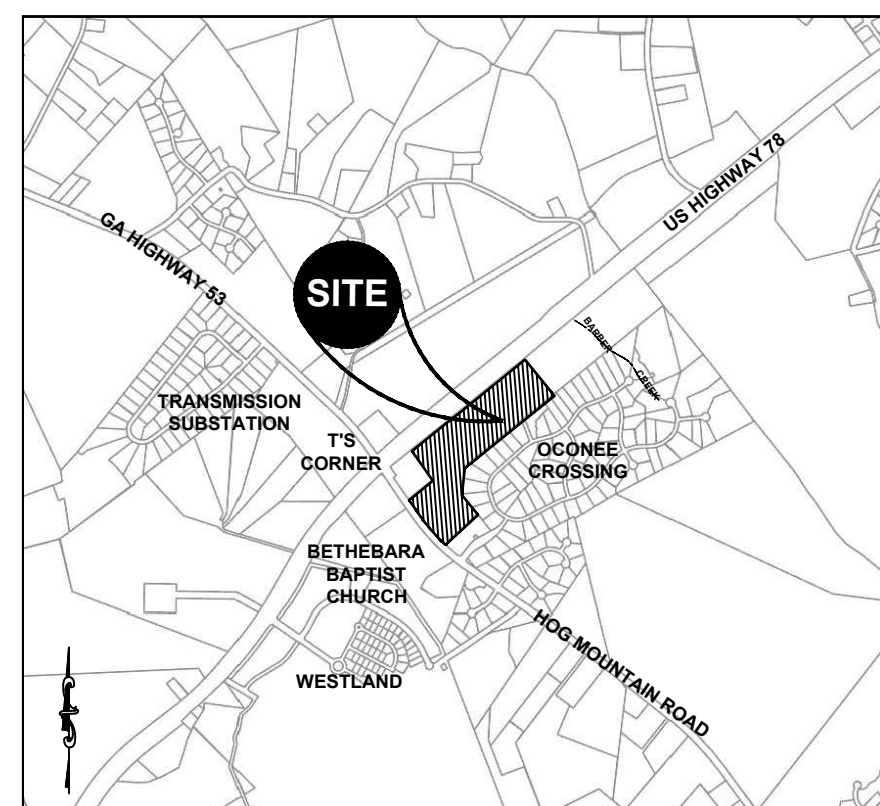 US HIGHWAY 78
GA HIGHWAY 53
SITE
BARBER
CREEK
TRANSMISSION
SUBSTATION
T'S
CORNER
OCONEE
CROSSING
BETHEBARA
BAPTIST
CHURCH
HOG MOUNTAIN ROAD
WESTLAND